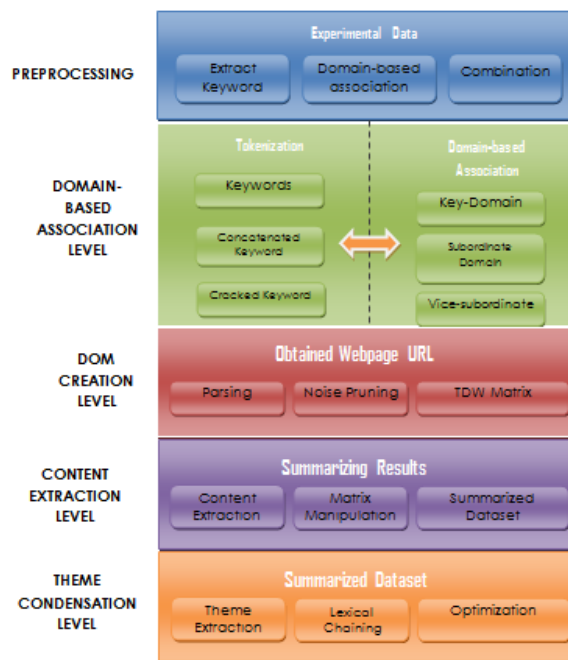 PREPROCESSING
Experimental Data
Extract
Keyword
Domain-based
association
Combination
DOMAIN-
BASED
ASSOCIATION
LEVEL
Tokenization
Keywords
Concatenated
Keyword
Cracked Keyword
Domain-based
Association
Key-Domain
Subordinate
Domain
Vice-subordinate
DOM
CREATION
LEVEL
Obtained Webpage URL
Parsing
Noise Pruning
TDW Matrix
CONTENT
EXTRACTION
LEVEL
Summarizing Results
Content
Extraction
Matrix
Manipulation
Summarized
Dataset
THEME
CONDENSATION
LEVEL
Summarized Dataset
Theme
Extraction
Lexical
Chaining
Optimization